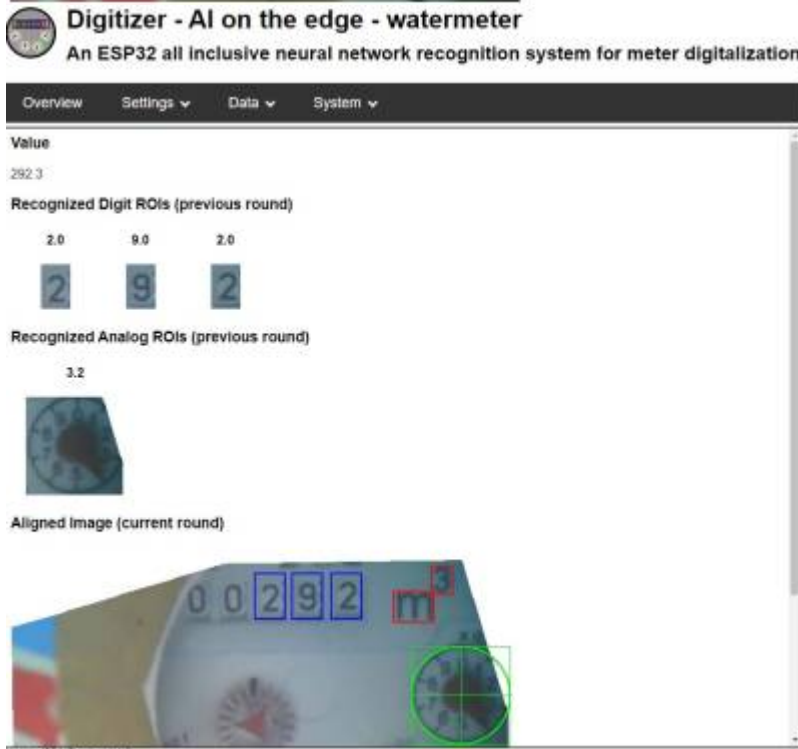 Digitizer - AI on the edge - watermeter
An ESP32 all inclusive neural network recognition system for meter digitalization
Overview Settings Data System
Value
292.3
Recognized Digit ROIs (previous round)
2.0 9.0 2.0
2 9 2
Recognized Analog ROIs (previous round)
3.2
Aligned Image (current round)
0 0 2 9 2 m³